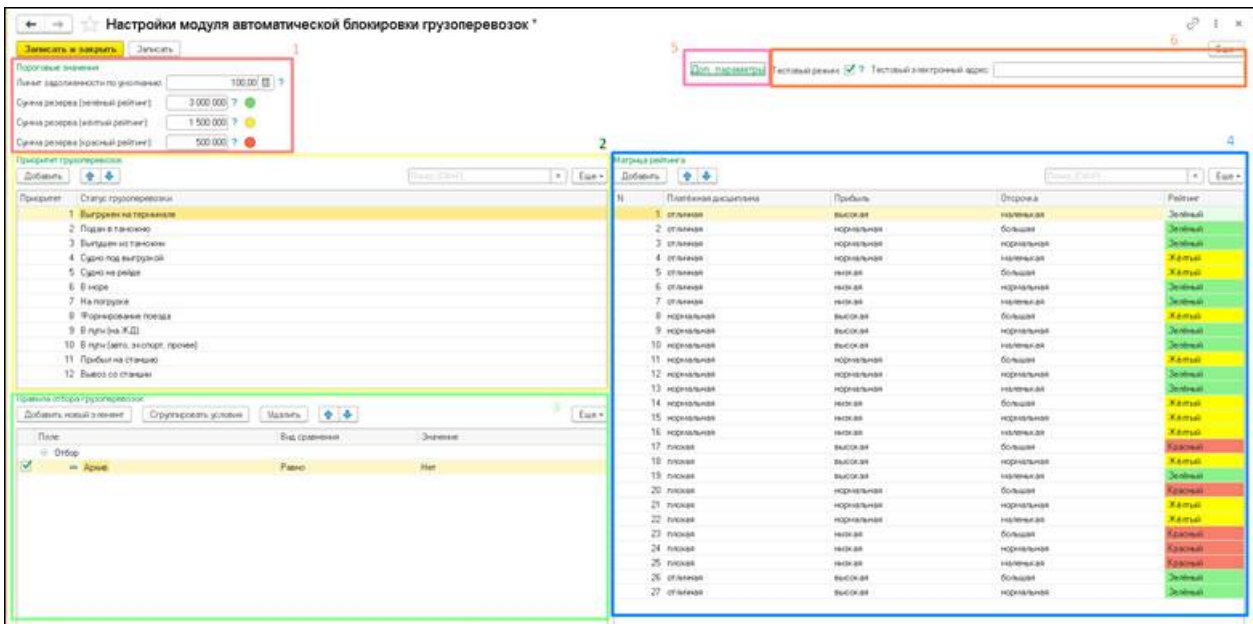 Настройки модуля автоматической блокировки грузоперевозок *
Записать и закрыть Записать Еще
1 5 6
Пороговые значения
Лимит задолженности по умолчанию: 100,00 ?
Сумма резерва (зелёный рейтинг): 3 000 000 ?
Сумма резерва (жёлтый рейтинг): 1 500 000 ?
Сумма резерва (красный рейтинг): 500 000 ?
Доп. параметры Тестовый режим: ? Тестовый электронный адрес:
2
Приоритет грузоперевозок
Добавить Поиск (Ctrl+F) × Еще
Приоритет Статус грузоперевозки
1 Выгружен на терминале
2 Подан в таможню
3 Выпущен из таможни
4 Судно под выгрузкой
5 Судно на рейде
6 В море
7 На погрузке
8 Формирование поезда
9 В пути (на ЖД)
10 В пути (авто, экспорт, прочее)
11 Прибыл на станцию
12 Вывоз со станции
3
Правила отбора грузоперевозок
Добавить новый элемент Сгруппировать условия Удалить Еще
Поле Вид сравнения Значение
Отбор
Архив Равно Нет
4
Матрица рейтинга
Добавить Поиск (Ctrl+F) × Еще
N Платёжная дисциплина Прибыль Отсрочка Рейтинг
1 отличная высокая маленькая Зелёный
2 отличная нормальная большая Зелёный
3 отличная нормальная нормальная Зелёный
4 отличная нормальная маленькая Жёлтый
5 отличная низкая большая Жёлтый
6 отличная низкая нормальная Зелёный
7 отличная низкая маленькая Зелёный
8 нормальная высокая большая Жёлтый
9 нормальная высокая нормальная Зелёный
10 нормальная высокая маленькая Зелёный
11 нормальная нормальная большая Жёлтый
12 нормальная нормальная нормальная Зелёный
13 нормальная нормальная маленькая Зелёный
14 нормальная низкая большая Жёлтый
15 нормальная низкая нормальная Жёлтый
16 нормальная низкая маленькая Жёлтый
17 плохая высокая большая Красный
18 плохая высокая нормальная Жёлтый
19 плохая высокая маленькая Зелёный
20 плохая нормальная большая Красный
21 плохая нормальная нормальная Жёлтый
22 плохая нормальная маленькая Жёлтый
23 плохая низкая большая Красный
24 плохая низкая нормальная Красный
25 плохая низкая маленькая Красный
26 отличная высокая большая Зелёный
27 отличная высокая нормальная Зелёный